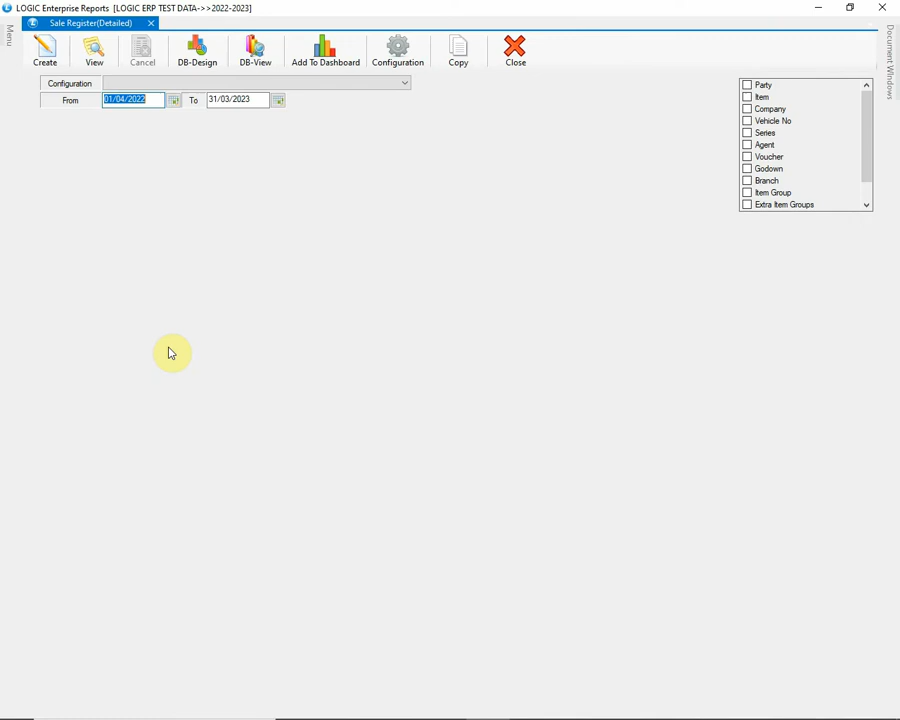 LOGIC Enterprise Reports [LOGIC ERP TEST DATA->>2022-2023]
Menu
Sale Register(Detailed)
Document Windows
Create
View
Cancel
DB-Design
DB-View
Add To Dashboard
Configuration
Copy
Close
Configuration
From 01/04/2022 To 31/03/2023
Party
Item
Company
Vehicle No
Series
Agent
Voucher
Godown
Branch
Item Group
Extra Item Groups